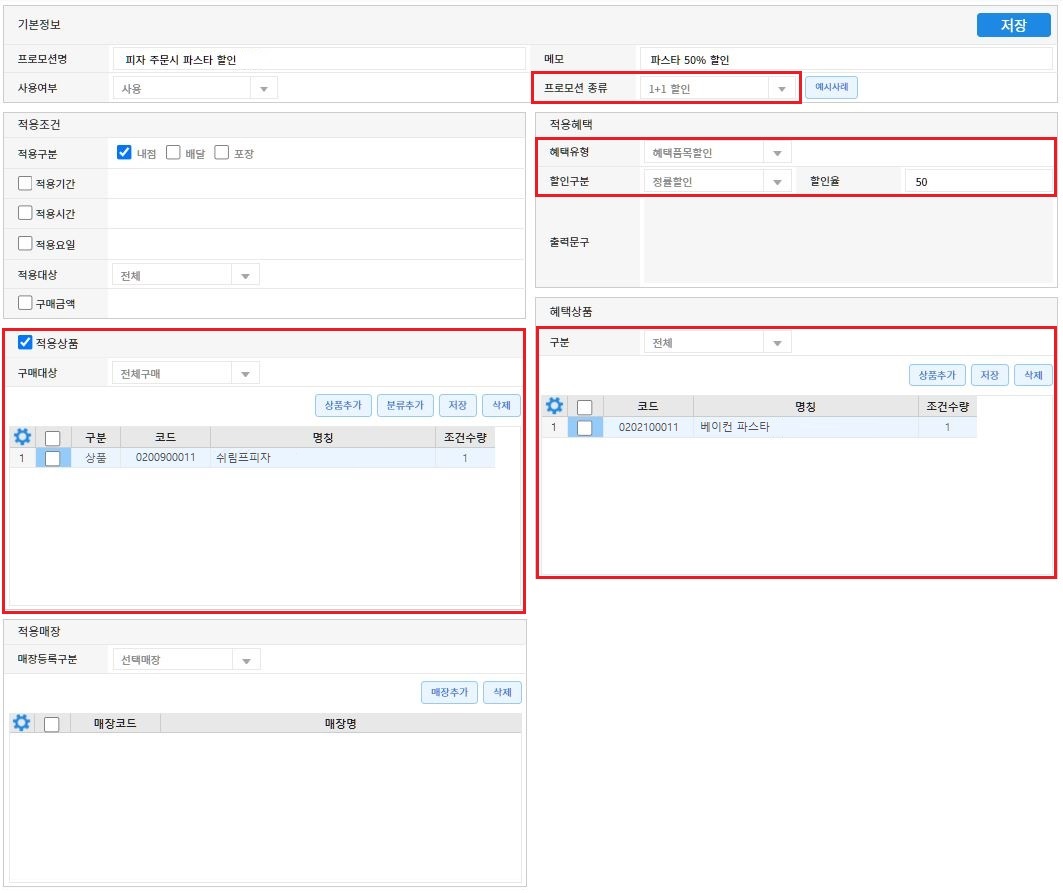 기본정보
저장
프로모션명 피자 주문시 파스타 할인 메모 파스타 50% 할인
사용여부 사용 프로모션 종류 1+1 할인 예시사례
적용조건
적용구분 내점 배달 포장
적용기간
적용시간
적용요일
적용대상 전체
구매금액
적용혜택
혜택유형 혜택품목할인
할인구분 정률할인 할인율 50
출력문구
적용상품
구매대상 전체구매
상품추가 분류추가 저장 삭제
구분 코드 명칭 조건수량
1 상품 0200900011 쉬림프피자 1
혜택상품
구분 전체
상품추가 저장 삭제
코드 명칭 조건수량
1 0202100011 베이컨 파스타 1
적용매장
매장등록구분 선택매장
매장추가 삭제
매장코드 매장명